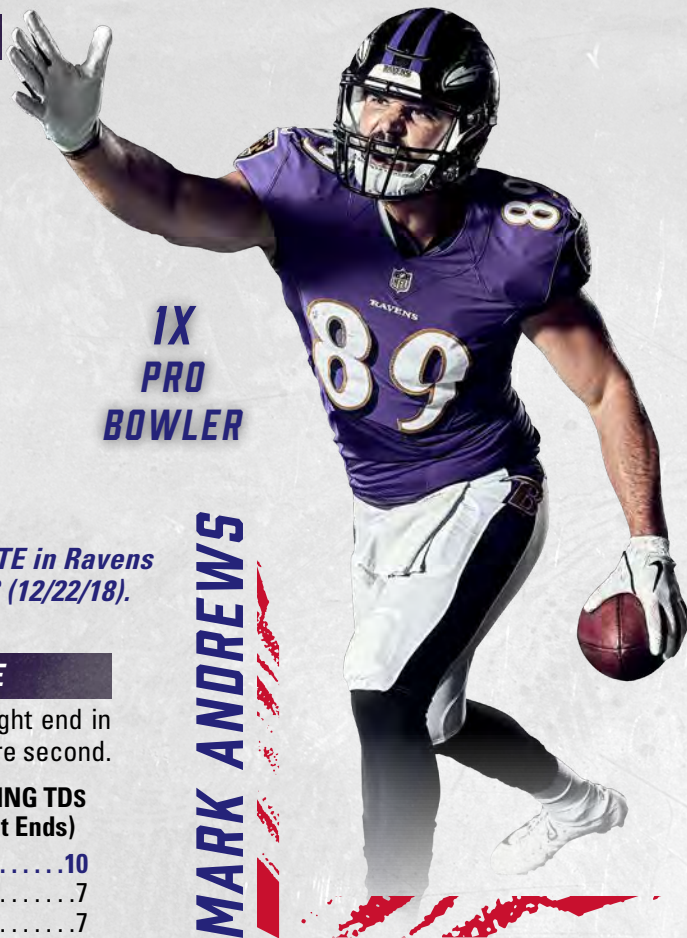 1X
PRO
BOWLER
TE in Ravens
(12/22/18).
MARK ANDREWS
ght end in
re second.
ING TDs
t Ends)
. . . . . .10
. . . . . . .7
. . . . . . .7
RAVENS
89
RAVENS
89